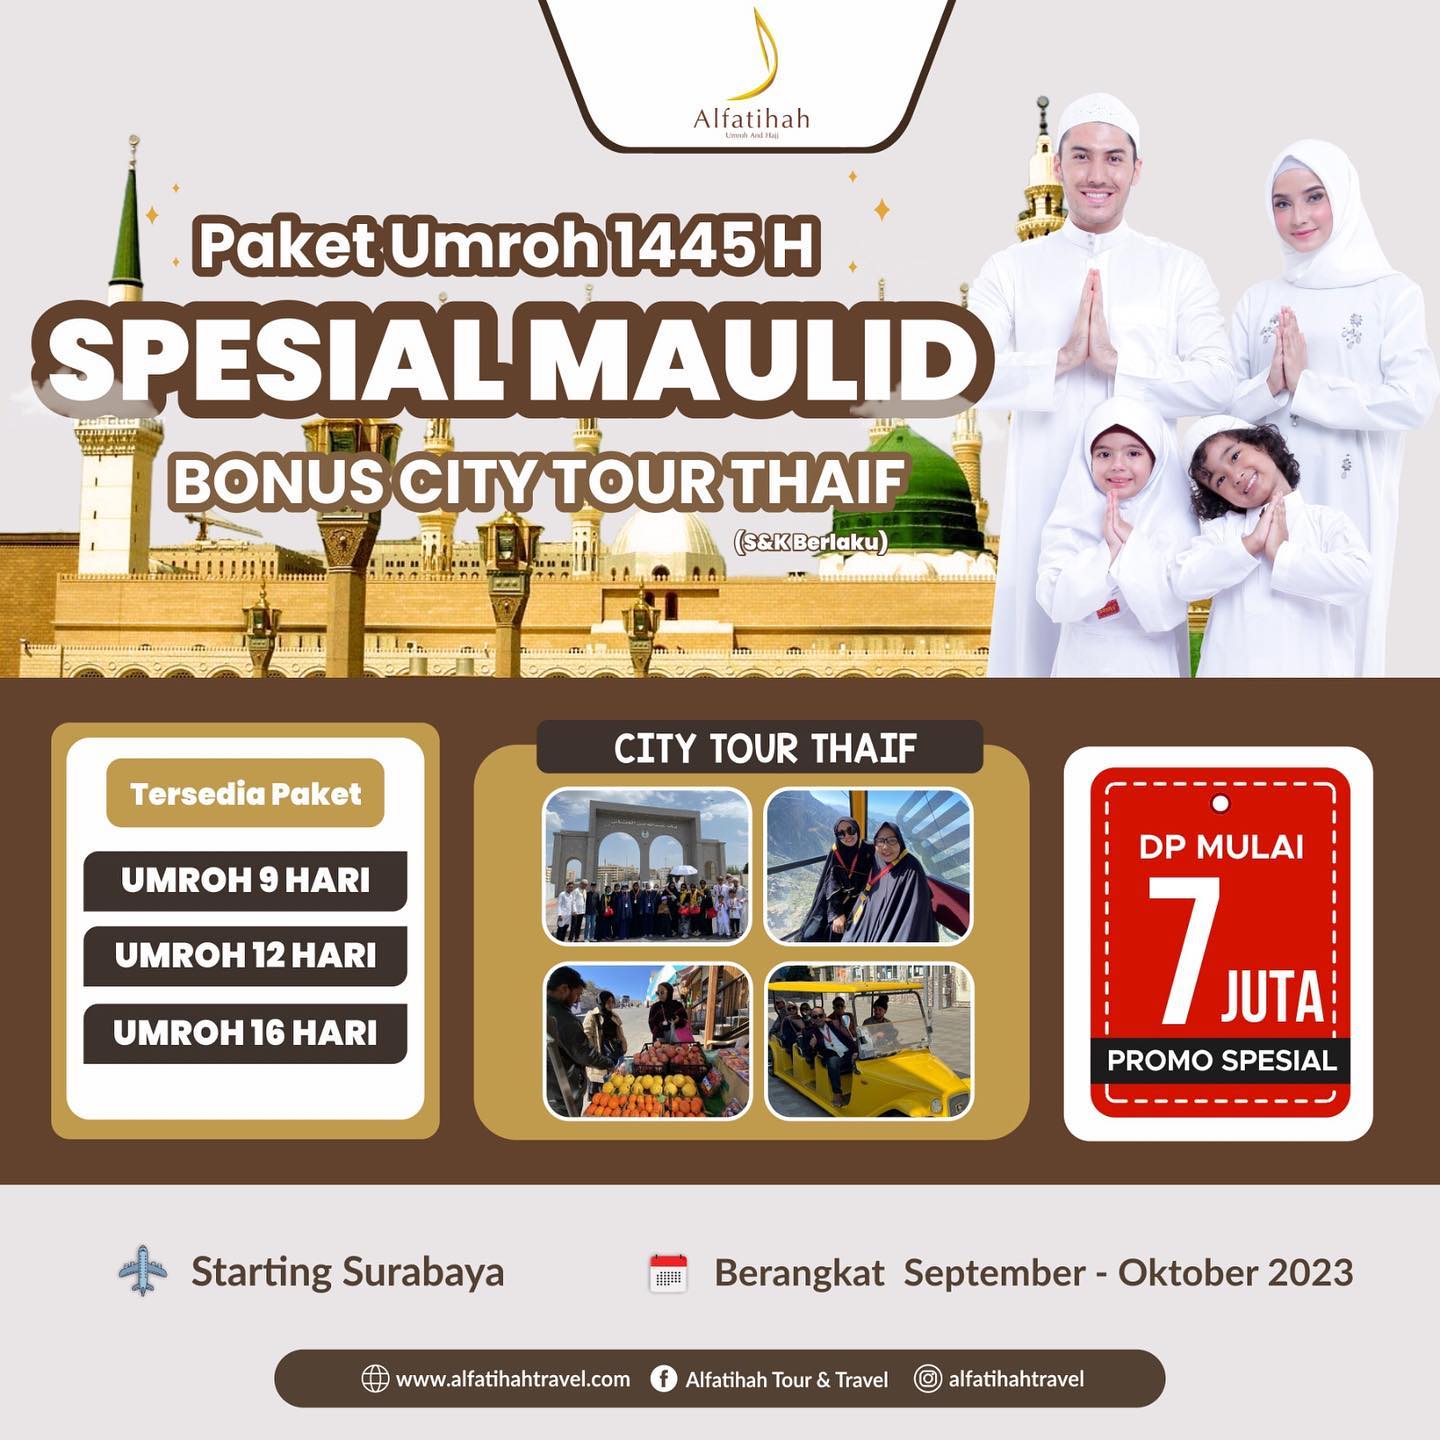 Alfatihah
Umroh And Hajj
Paket Umroh 1445 H
SPESIAL MAULID
BONUS CITY TOUR THAIF
(S&K Berlaku)
Tersedia Paket
UMROH 9 HARI
UMROH 12 HARI
UMROH 16 HARI
CITY TOUR THAIF
DP MULAI
7 JUTA
PROMO SPESIAL
Starting Surabaya
Berangkat September - Oktober 2023
www.alfatihahtravel.com Alfatihah Tour & Travel alfatihahtravel